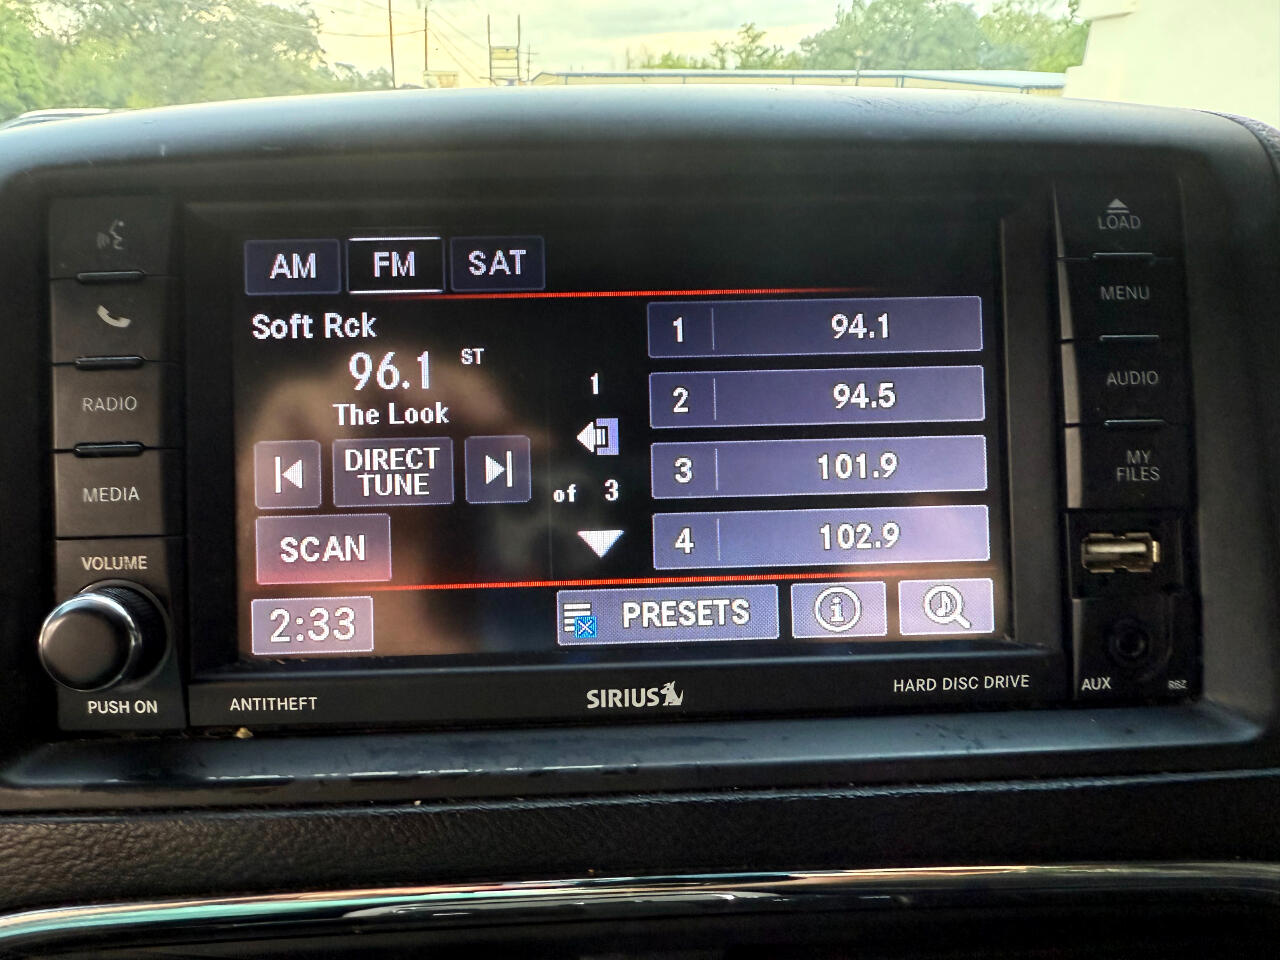 AM FM SAT
Soft Rck
96.1 ST
The Look
DIRECT
TUNE
SCAN
2:33
1
of 3
1 94.1
2 94.5
3 101.9
4 102.9
PRESETS
i
RADIO
MEDIA
VOLUME
PUSH ON
LOAD
MENU
AUDIO
MY
FILES
AUX
RBZ
ANTITHEFT
SIRIUS
HARD DISC DRIVE